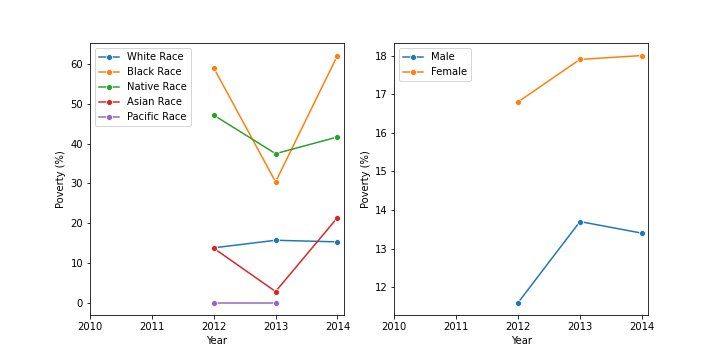 White Race
Black Race
Native Race
Asian Race
Pacific Race
60
50
40
30
20
10
0
Poverty (%)
2010 2011 2012 2013 2014
Year
Male
Female
18
17
16
15
14
13
12
Poverty (%)
2010 2011 2012 2013 2014
Year